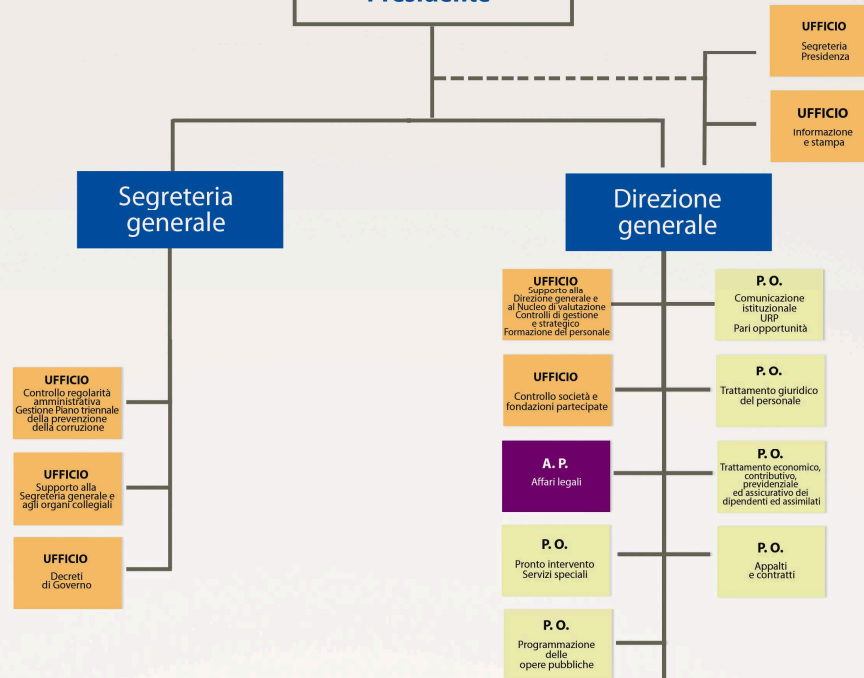 Presidente
UFFICIO
Segreteria
Presidenza
UFFICIO
Informazione
e stampa
Segreteria
generale
Direzione
generale
UFFICIO
Controllo regolarità
amministrativa
Gestione Piano triennale
della prevenzione
della corruzione
UFFICIO
Supporto alla
Segreteria generale e
agli organi collegiali
UFFICIO
Decreti
di Governo
UFFICIO
Supporto alla
Direzione generale e
al Nucleo di valutazione
Controlli di gestione
e strategico
Formazione del personale
P. O.
Comunicazione
istituzionale
URP
Pari opportunità
UFFICIO
Controllo società e
fondazioni partecipate
P. O.
Trattamento giuridico
del personale
A. P.
Affari legali
P. O.
Trattamento economico,
contributivo,
previdenziale
ed assicurativo dei
dipendenti ed assimilati
P. O.
Pronto intervento
Servizi speciali
P. O.
Appalti
e contratti
P. O.
Programmazione
delle
opere pubbliche